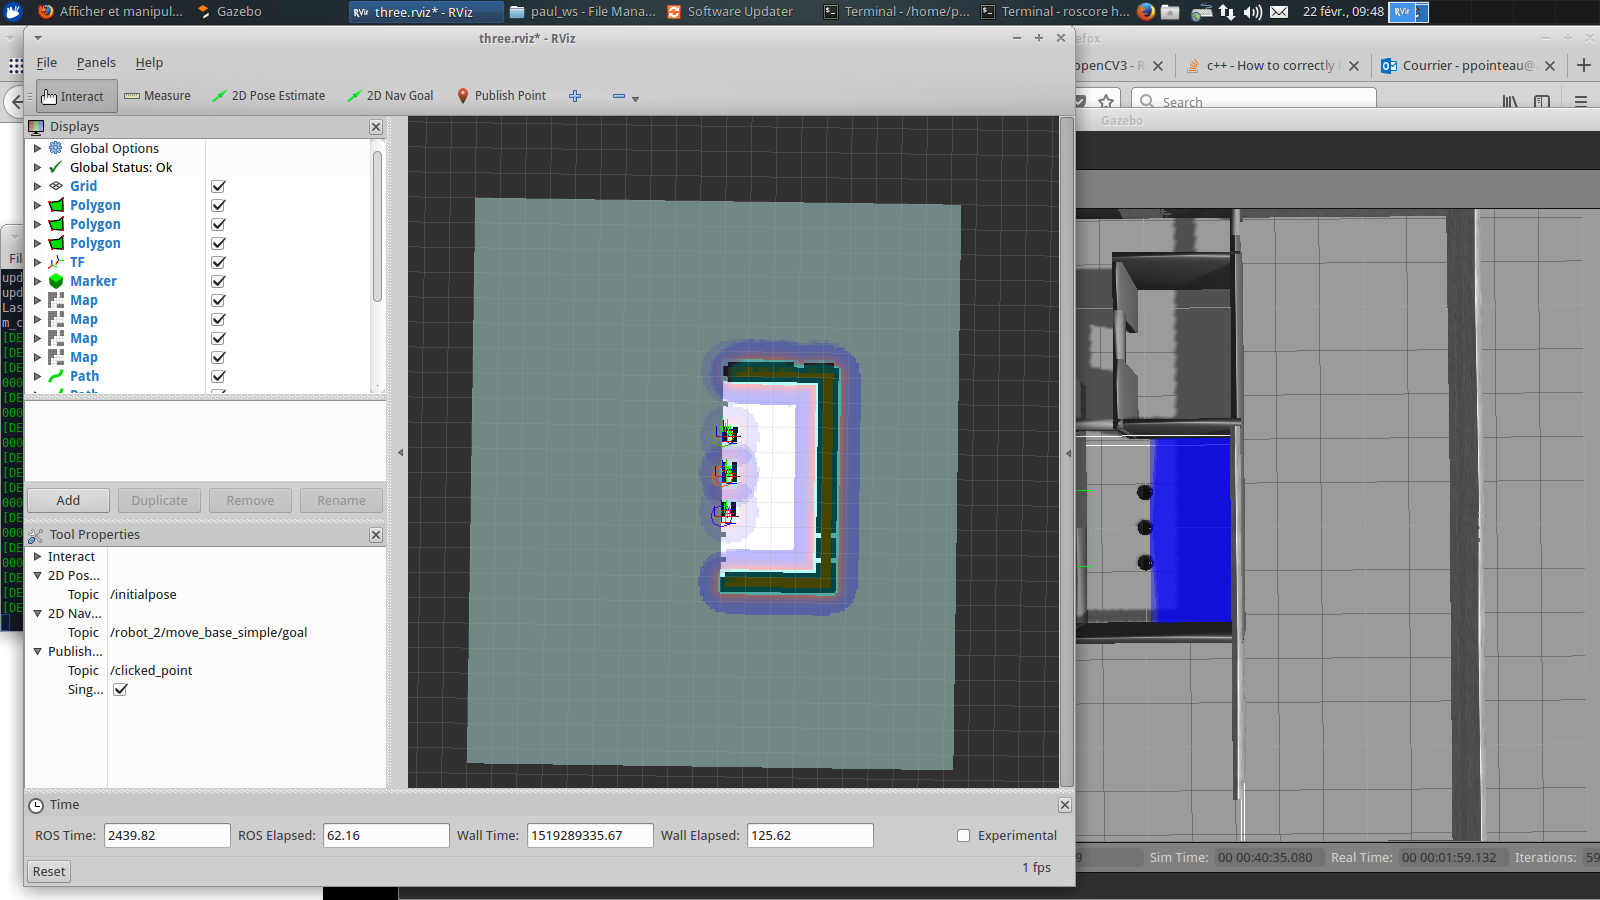 Afficher et manipul...
Gazebo
three.rviz* - RViz
paul_ws - File Mana...
Software Updater
Terminal - /home/p...
Terminal - roscore h...
22 févr., 09:48
three.rviz* - RViz
File
Panels
Help
Interact
Measure
2D Pose Estimate
2D Nav Goal
Publish Point
Displays
Global Options
Global Status: Ok
Grid
Polygon
Polygon
Polygon
TF
Marker
Map
Map
Map
Map
Path
Add
Duplicate
Remove
Rename
Tool Properties
Interact
2D Pos...
Topic /initialpose
2D Nav...
Topic /robot_2/move_base_simple/goal
Publish...
Topic /clicked_point
Sing...
Time
ROS Time: 2439.82 ROS Elapsed: 62.16 Wall Time: 1519289335.67 Wall Elapsed: 125.62 Experimental
Reset
1 fps
openCV3 - R
c++ - How to correctly
Courrier - ppointeau@
Search
Gazebo
Sim Time: 00 00:40:35.080 Real Time: 00 00:01:59.132 Iterations: 59